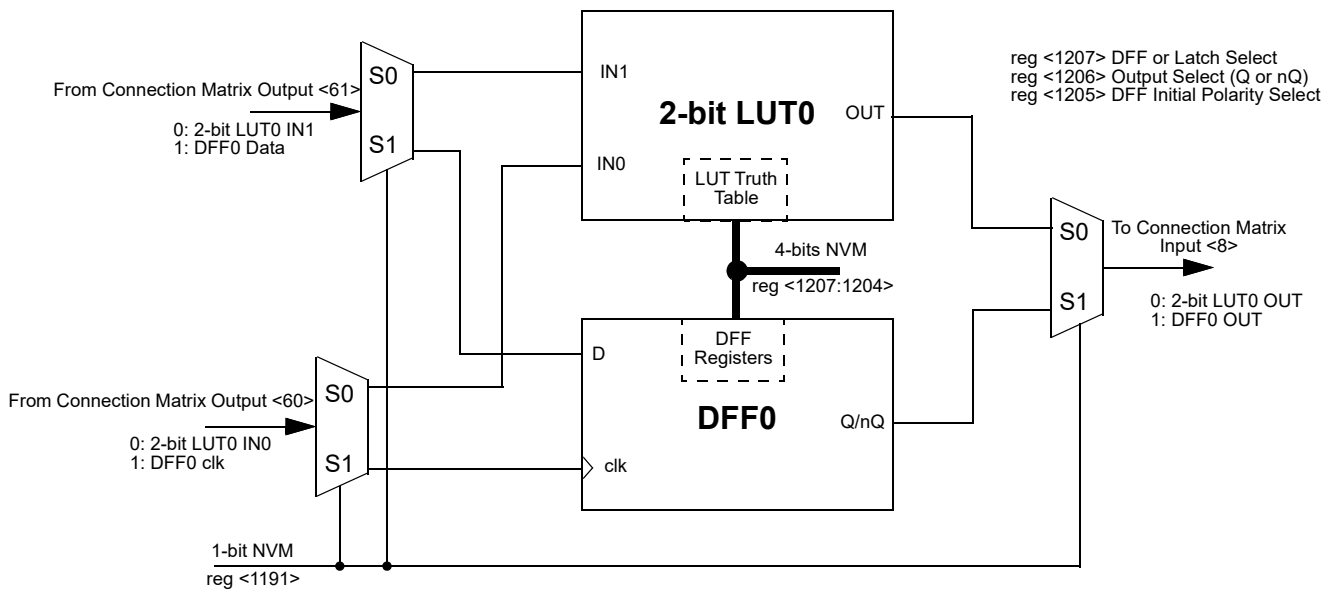 From Connection Matrix Output <61>
0: 2-bit LUT0 IN1
1: DFF0 Data
S0
S1
IN1
IN0
2-bit LUT0
OUT
LUT Truth
Table
reg <1207> DFF or Latch Select
reg <1206> Output Select (Q or nQ)
reg <1205> DFF Initial Polarity Select
4-bits NVM
reg <1207:1204>
S0
S1
To Connection Matrix
Input <8>
0: 2-bit LUT0 OUT
1: DFF0 OUT
From Connection Matrix Output <60>
0: 2-bit LUT0 IN0
1: DFF0 clk
S0
S1
D
clk
DFF
Registers
DFF0
Q/nQ
1-bit NVM
reg <1191>